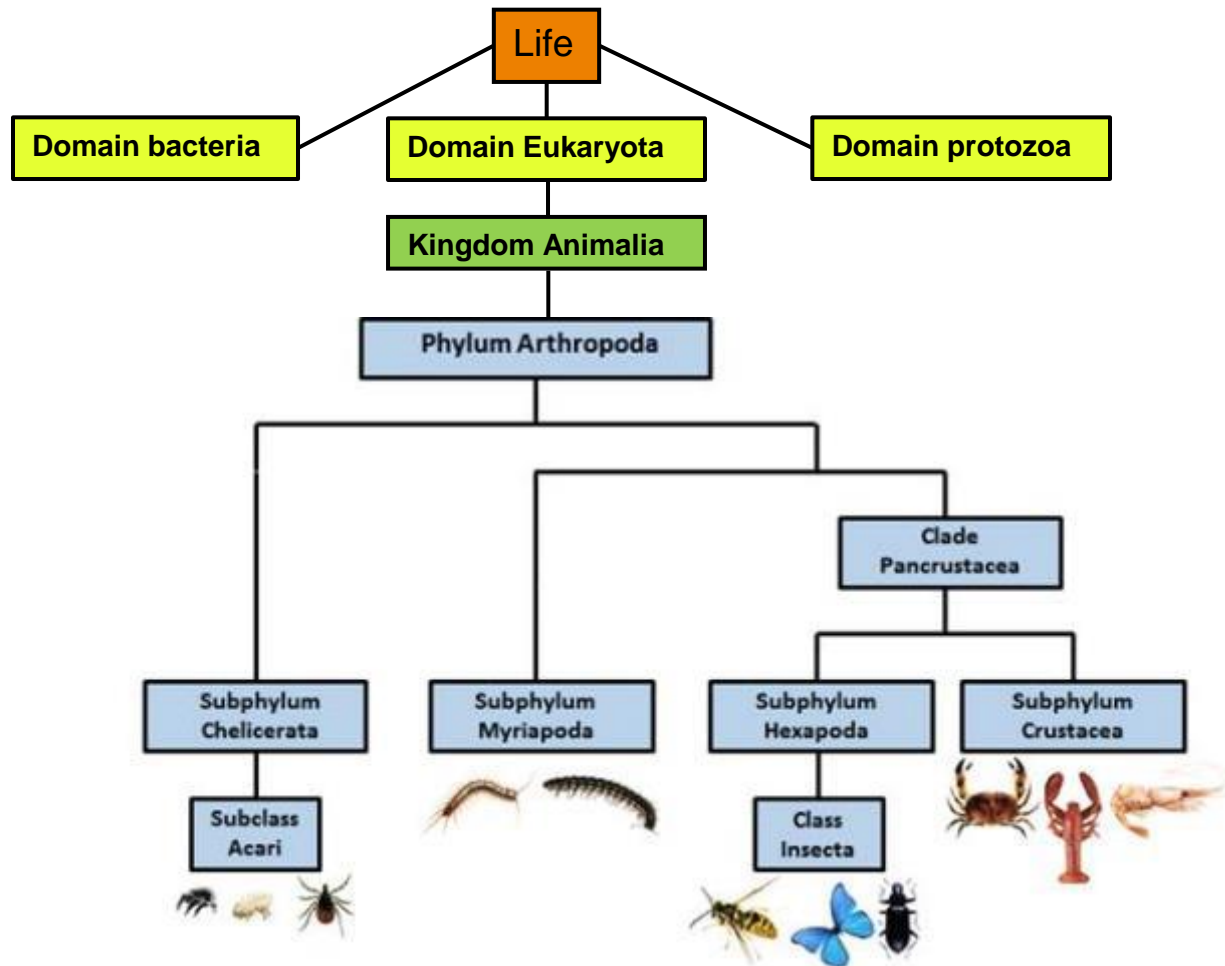 Life
Domain bacteria
Domain Eukaryota
Domain protozoa
Kingdom Animalia
Phylum Arthropoda
Clade
Pancrustacea
Subphylum
Chelicerata
Subphylum
Myriapoda
Subphylum
Hexapoda
Subphylum
Crustacea
Subclass
Acari
Class
Insecta